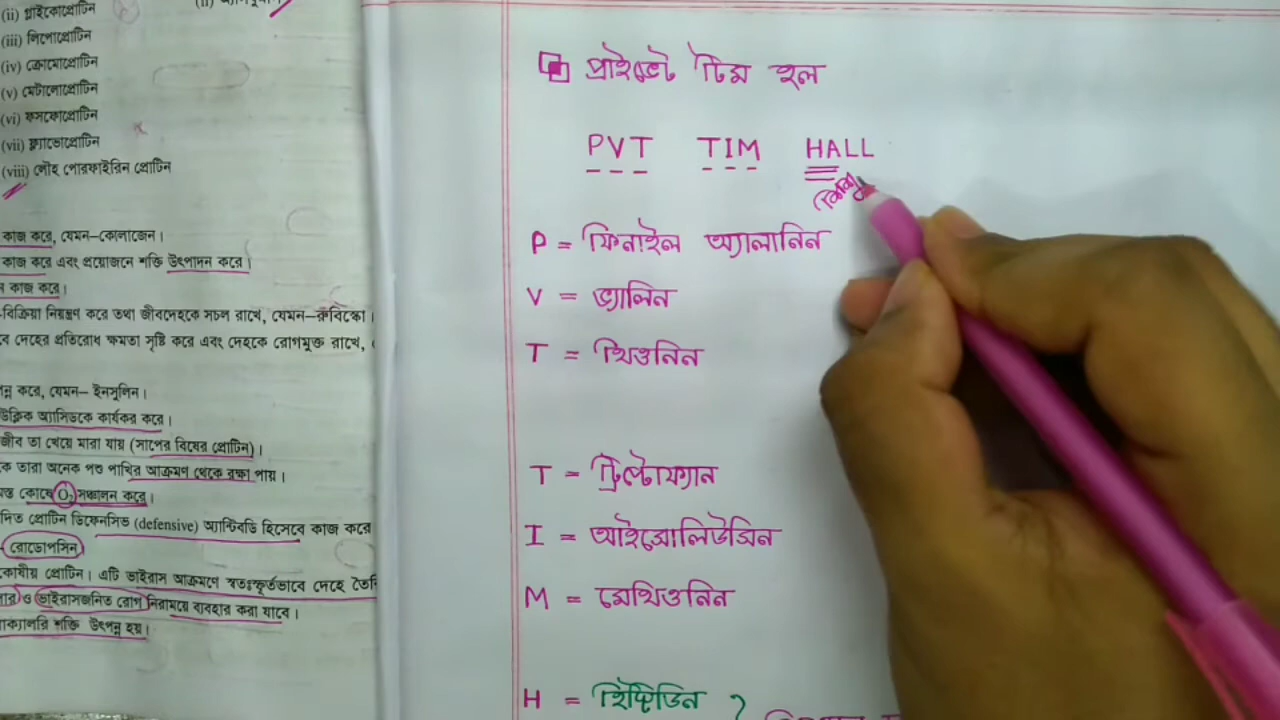 (ii) গ্লাইকোপ্রোটিন
(iii) লিপোপ্রোটিন
(iv) ক্রোমোপ্রোটিন
(v) মেটালোপ্রোটিন
(vi) ফসফোপ্রোটিন
(vii) ফ্ল্যাভোপ্রোটিন
(viii) লৌহ পোরফাইরিন প্রোটিন
কাজ করে, যেমন–কোলাজেন।
কাজ করে এবং প্রয়োজনে শক্তি উৎপাদন করে।
কাজ করে।
-বিক্রিয়া নিয়ন্ত্রণ করে তথা জীবদেহকে সচল রাখে, যেমন–রুবিস্কো।
দেহের প্রতিরোধ ক্ষমতা সৃষ্টি করে এবং দেহকে রোগমুক্ত রাখে,
করে, যেমন– ইনসুলিন।
অ্যাসিডকে কার্যকর করে।
জীব তা খেয়ে মারা যায় (সাপের বিষের প্রোটিন)।
তারা অনেক পশু পাখির আক্রমণ থেকে রক্ষা পায়।
কোষে O₂ সঞ্চালন করে।
প্রোটিন ডিফেনসিভ (defensive) অ্যান্টিবডি হিসেবে কাজ করে
রোডোপসিন
কোষীয় প্রোটিন। এটি ভাইরাস আক্রমণে স্বতঃস্ফূর্তভাবে দেহে
ও ভাইরাসজনিত রোগ নিরাময়ে ব্যবহার করা যাবে।
শক্তি উৎপন্ন হয়।
প্রাইভেট টিম হল
PVT TIM HALL
P = ফিনাইল অ্যালানিন
V = ভ্যালিন
T = থিওনিন
T = ট্রিপ্টোফ্যান
I = আইসোলিউসিন
M = মেথিওনিন
H = হিষ্টিডিন